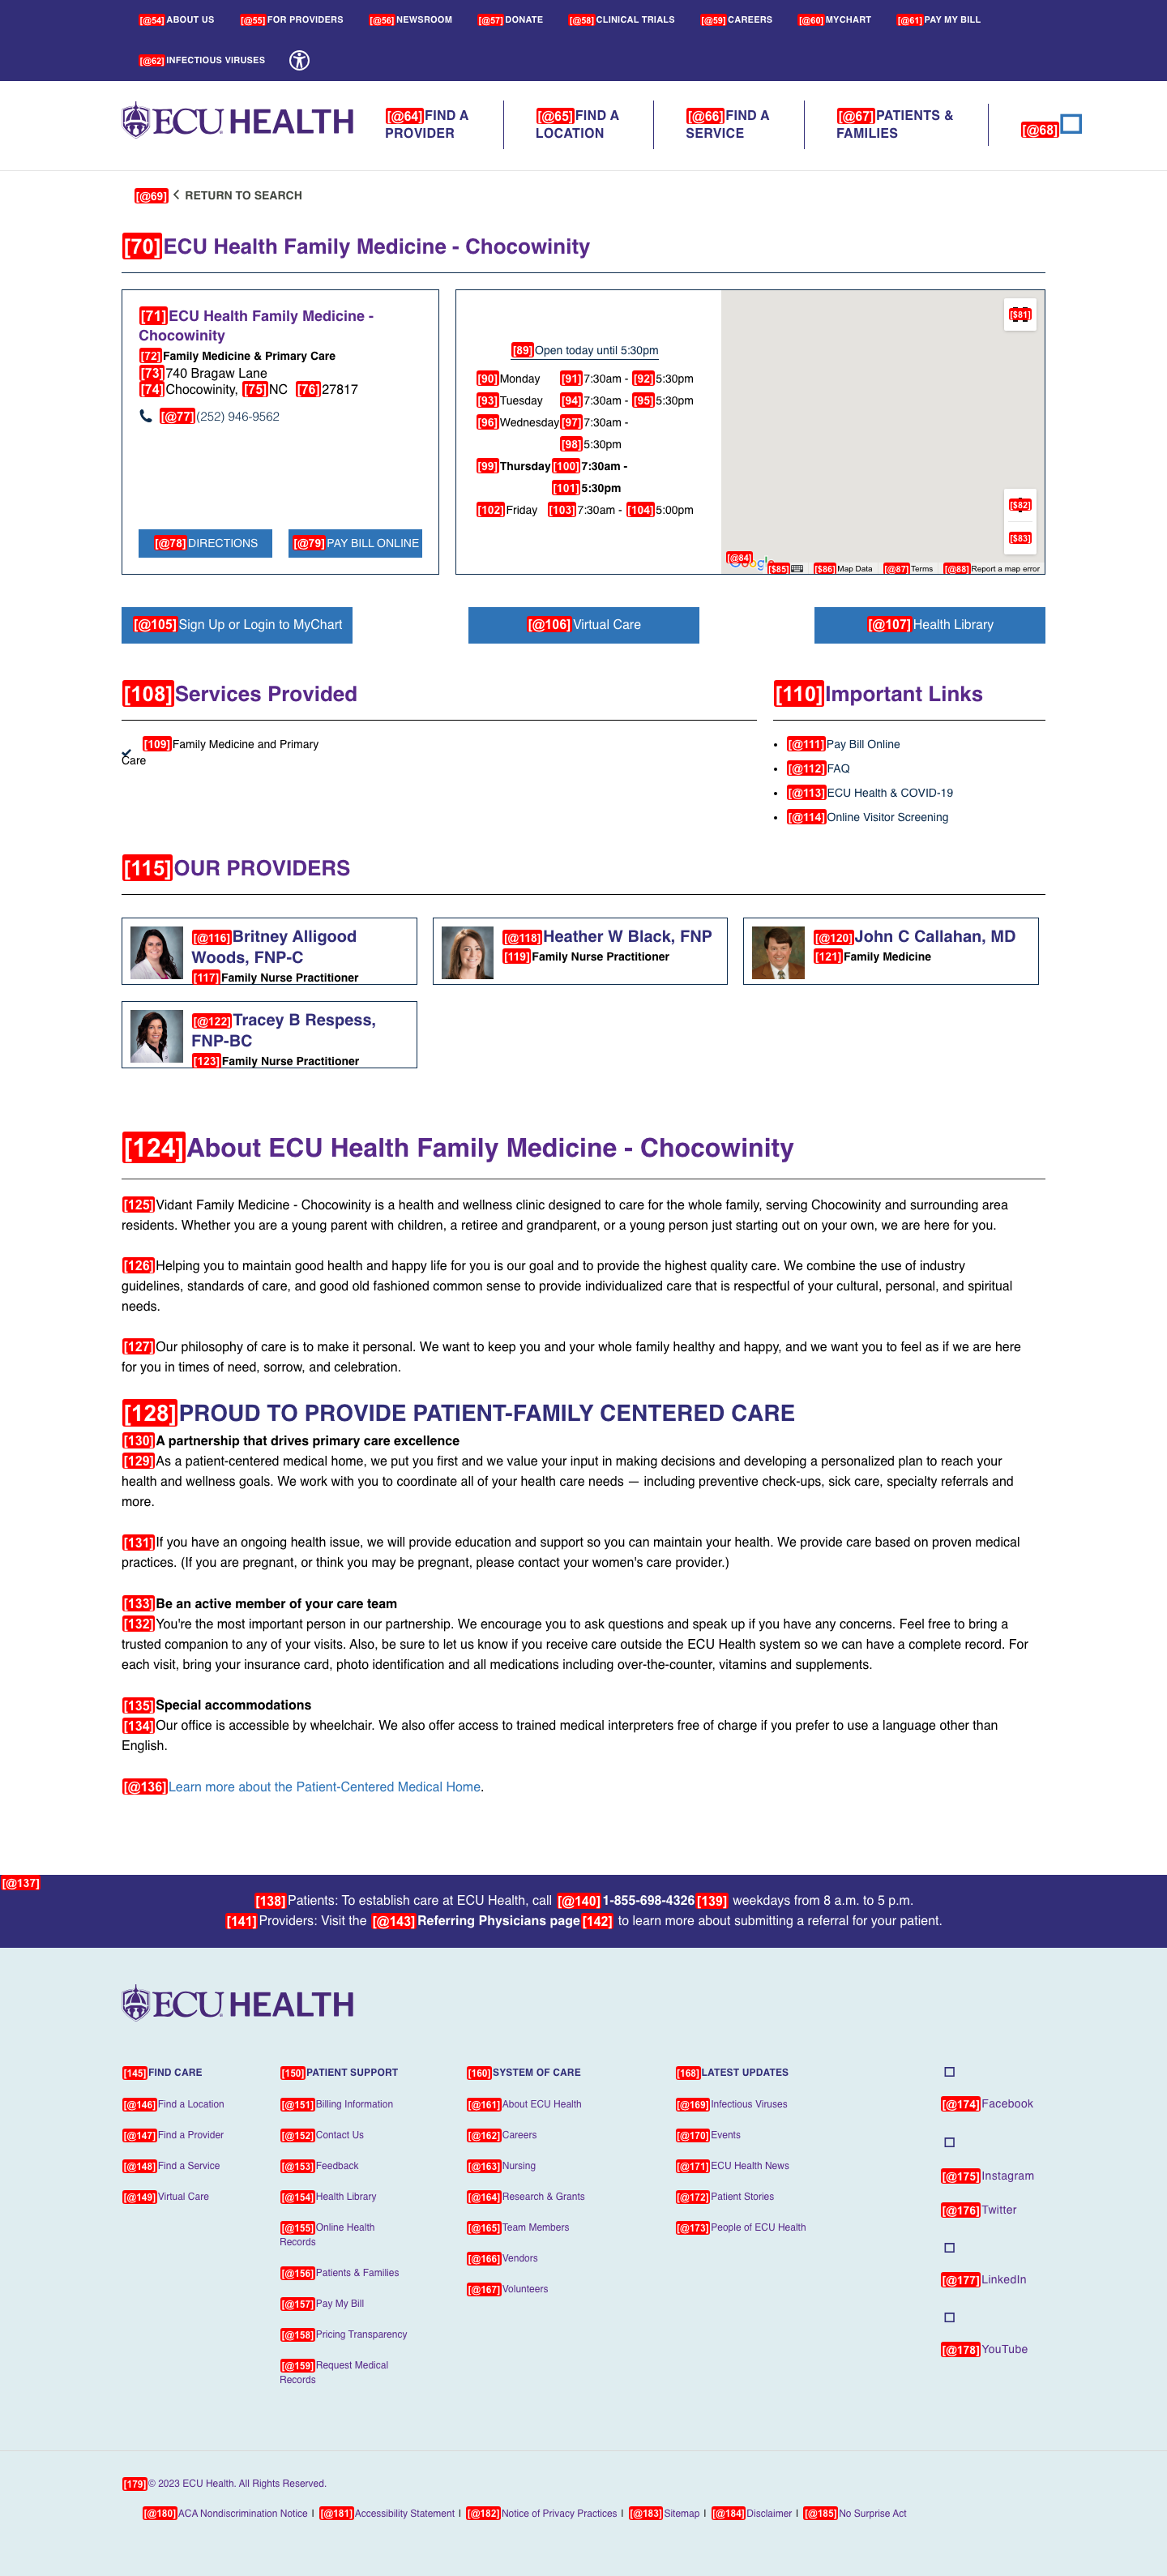 [@54] ABOUT US [@55] FOR PROVIDERS [@56] NEWSROOM [@57] DONATE [@58] CLINICAL TRIALS [@59] CAREERS [@60] MYCHART [@61] PAY MY BILL
[@62] INFECTIOUS VIRUSES
ECU HEALTH
[@64]FIND A PROVIDER
[@65]FIND A LOCATION
[@66]FIND A SERVICE
[@67]PATIENTS & FAMILIES
[@68]
[@69] RETURN TO SEARCH
[70]ECU Health Family Medicine - Chocowinity
[71]ECU Health Family Medicine -
Chocowinity
[72]Family Medicine & Primary Care
[73]740 Bragaw Lane
[74]Chocowinity, [75]NC [76]27817
[@77](252) 946-9562
[@78]DIRECTIONS [@79]PAY BILL ONLINE
[89]Open today until 5:30pm
[90]Monday [91]7:30am - [92]5:30pm
[93]Tuesday [94]7:30am - [95]5:30pm
[96]Wednesday[97]7:30am -
[98]5:30pm
[99]Thursday[100]7:30am -
[101]5:30pm
[102]Friday [103]7:30am - [104]5:00pm
[$81]
[$82]
[$83]
[@84]
Google
[$85] [$86]Map Data [@87]Terms [@88]Report a map error
[@105]Sign Up or Login to MyChart [@106]Virtual Care [@107]Health Library
[108]Services Provided
[109]Family Medicine and Primary
Care
[110]Important Links
[@111]Pay Bill Online
[@112]FAQ
[@113]ECU Health & COVID-19
[@114]Online Visitor Screening
[115]OUR PROVIDERS
[@116]Britney Alligood
Woods, FNP-C
[117]Family Nurse Practitioner
[@118]Heather W Black, FNP
[119]Family Nurse Practitioner
[@120]John C Callahan, MD
[121]Family Medicine
[@122]Tracey B Respess,
FNP-BC
[123]Family Nurse Practitioner
[124]About ECU Health Family Medicine - Chocowinity
[125]Vidant Family Medicine - Chocowinity is a health and wellness clinic designed to care for the whole family, serving Chocowinity and surrounding area
residents. Whether you are a young parent with children, a retiree and grandparent, or a young person just starting out on your own, we are here for you.
[126]Helping you to maintain good health and happy life for you is our goal and to provide the highest quality care. We combine the use of industry
guidelines, standards of care, and good old fashioned common sense to provide individualized care that is respectful of your cultural, personal, and spiritual
needs.
[127]Our philosophy of care is to make it personal. We want to keep you and your whole family healthy and happy, and we want you to feel as if we are here
for you in times of need, sorrow, and celebration.
[128]PROUD TO PROVIDE PATIENT-FAMILY CENTERED CARE
[130]A partnership that drives primary care excellence
[129]As a patient-centered medical home, we put you first and we value your input in making decisions and developing a personalized plan to reach your
health and wellness goals. We work with you to coordinate all of your health care needs — including preventive check-ups, sick care, specialty referrals and
more.
[131]If you have an ongoing health issue, we will provide education and support so you can maintain your health. We provide care based on proven medical
practices. (If you are pregnant, or think you may be pregnant, please contact your women's care provider.)
[133]Be an active member of your care team
[132]You're the most important person in our partnership. We encourage you to ask questions and speak up if you have any concerns. Feel free to bring a
trusted companion to any of your visits. Also, be sure to let us know if you receive care outside the ECU Health system so we can have a complete record. For
each visit, bring your insurance card, photo identification and all medications including over-the-counter, vitamins and supplements.
[135]Special accommodations
[134]Our office is accessible by wheelchair. We also offer access to trained medical interpreters free of charge if you prefer to use a language other than
English.
[@136]Learn more about the Patient-Centered Medical Home.
[@137]
[138]Patients: To establish care at ECU Health, call [@140]1-855-698-4326[139] weekdays from 8 a.m. to 5 p.m.
[141]Providers: Visit the [@143]Referring Physicians page[142] to learn more about submitting a referral for your patient.
ECU HEALTH
[145]FIND CARE
[@146]Find a Location
[@147]Find a Provider
[@148]Find a Service
[@149]Virtual Care
[150]PATIENT SUPPORT
[@151]Billing Information
[@152]Contact Us
[@153]Feedback
[@154]Health Library
[@155]Online Health
Records
[@156]Patients & Families
[@157]Pay My Bill
[@158]Pricing Transparency
[@159]Request Medical
Records
[160]SYSTEM OF CARE
[@161]About ECU Health
[@162]Careers
[@163]Nursing
[@164]Research & Grants
[@165]Team Members
[@166]Vendors
[@167]Volunteers
[168]LATEST UPDATES
[@169]Infectious Viruses
[@170]Events
[@171]ECU Health News
[@172]Patient Stories
[@173]People of ECU Health
[@174]Facebook
[@175]Instagram
[@176]Twitter
[@177]LinkedIn
[@178]YouTube
[179]© 2023 ECU Health. All Rights Reserved.
[@180]ACA Nondiscrimination Notice | [@181]Accessibility Statement | [@182]Notice of Privacy Practices | [@183]Sitemap | [@184]Disclaimer | [@185]No Surprise Act